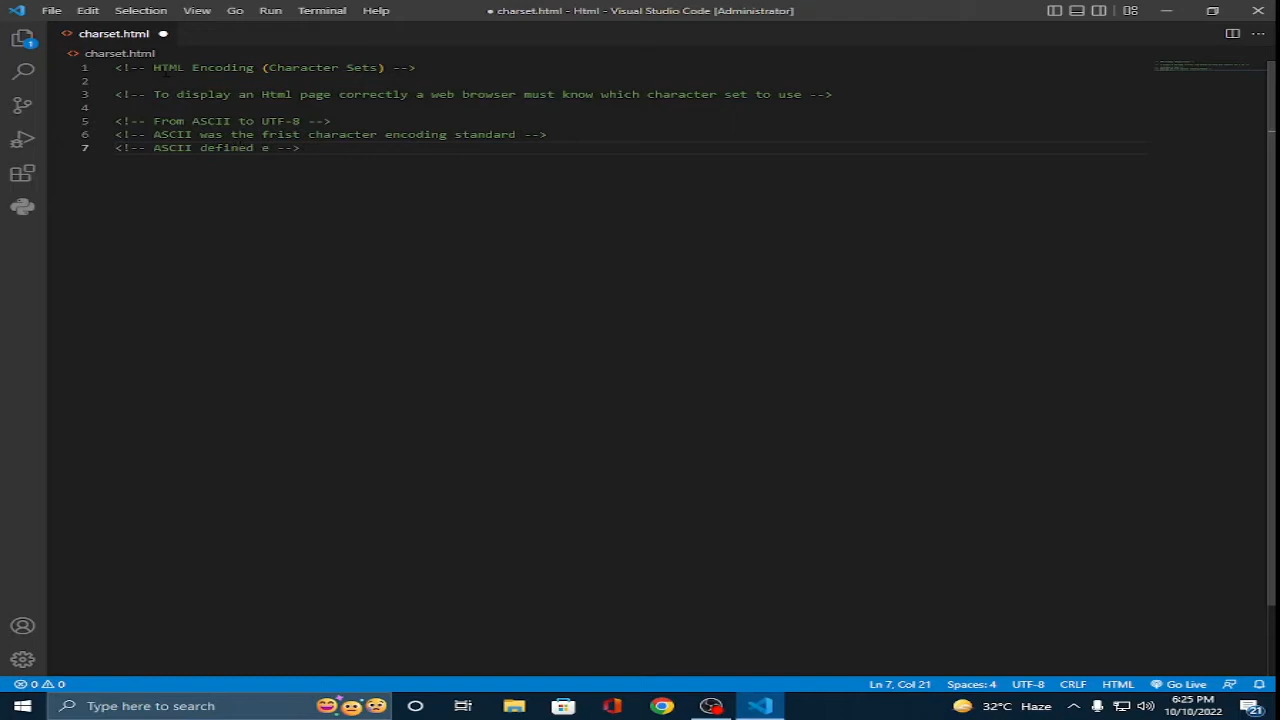 File Edit Selection View Go Run Terminal Help
● charset.html - Html - Visual Studio Code [Administrator]
<> charset.html ●
<> charset.html
1 <!-- HTML Encoding (Character Sets) -->
2
3 <!-- To display an Html page correctly a web browser must know which character set to use -->
4
5 <!-- From ASCII to UTF-8 -->
6 <!-- ASCII was the frist character encoding standard -->
7 <!-- ASCII defined e -->
1
0 0 Ln 7, Col 21 Spaces: 4 UTF-8 CRLF HTML Go Live
Type here to search
32°C Haze
6:25 PM
10/10/2022
21